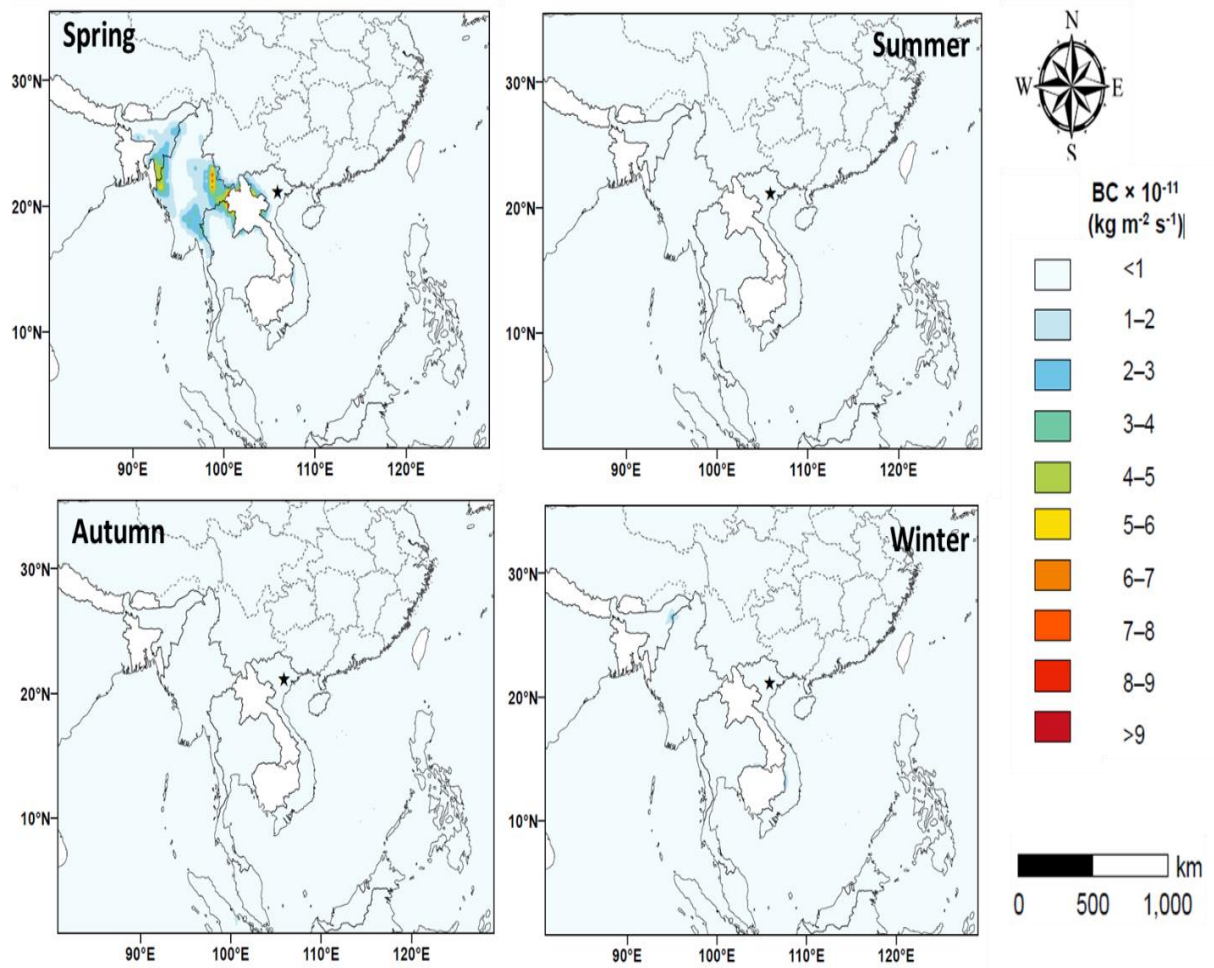 Spring
30°N
20°N
10°N
90°E 100°E 110°E 120°E
Summer
30°N
20°N
10°N
90°E 100°E 110°E 120°E
N
W E
S
BC × 10-11
(kg m-2 s-1)|
<1
1–2
2–3
3–4
4–5
5–6
6–7
7–8
8–9
>9
Autumn
30°N
20°N
10°N
90°E 100°E 110°E 120°E
Winter
30°N
20°N
10°N
90°E 100°E 110°E 120°E
km
0 500 1,000